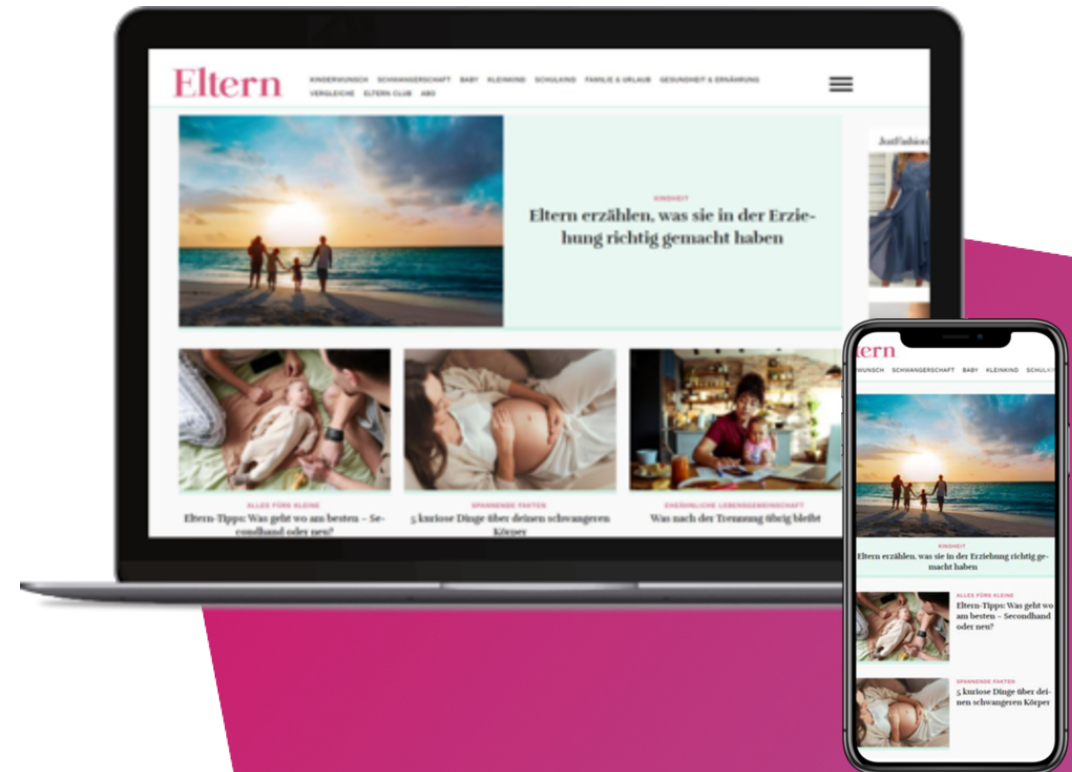 Eltern
KINDERWUNSCH SCHWANGERSCHAFT BABY KLEINKIND SCHULKIND FAMILIE & URLAUB GESUNDHEIT & ERNÄHRUNG
VERGLEICHE ELTERN CLUB ABO
JustFashion
KINDHEIT
Eltern erzählen, was sie in der Erzie-
hung richtig gemacht haben
ALLES FÜRS KLEINE
Eltern-Tipps: Was geht wo am besten – Se-
condhand oder neu?
SPANNENDE FAKTEN
5 kuriose Dinge über deinen schwangeren
Körper
EHEÄHNLICHE LEBENSGEMEINSCHAFT
Was nach der Trennung übrig bleibt
tern
WUNSCH SCHWANGERSCHAFT BABY KLEINKIND SCHULKIN
KINDHEIT
Eltern erzählen, was sie in der Erziehung richtig ge-
macht haben
ALLES FÜRS KLEINE
Eltern-Tipps: Was geht wo
am besten – Secondhand
oder neu?
SPANNENDE FAKTEN
5 kuriose Dinge über dei-
nen schwangeren Körper